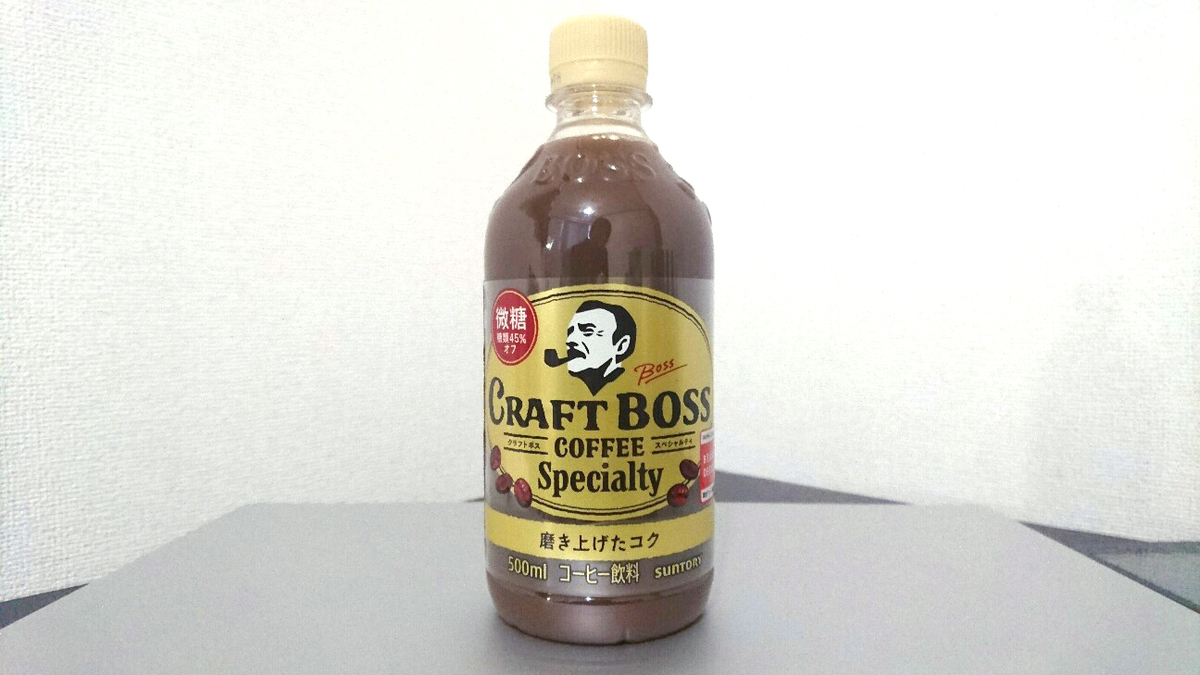 BOSS
微糖
糖類45%
オフ
Boss
CRAFT BOSS
クラフトボス COFFEE スペシャルティ
Specialty
磨き上げたコク
500ml コーヒー飲料 SUNTORY